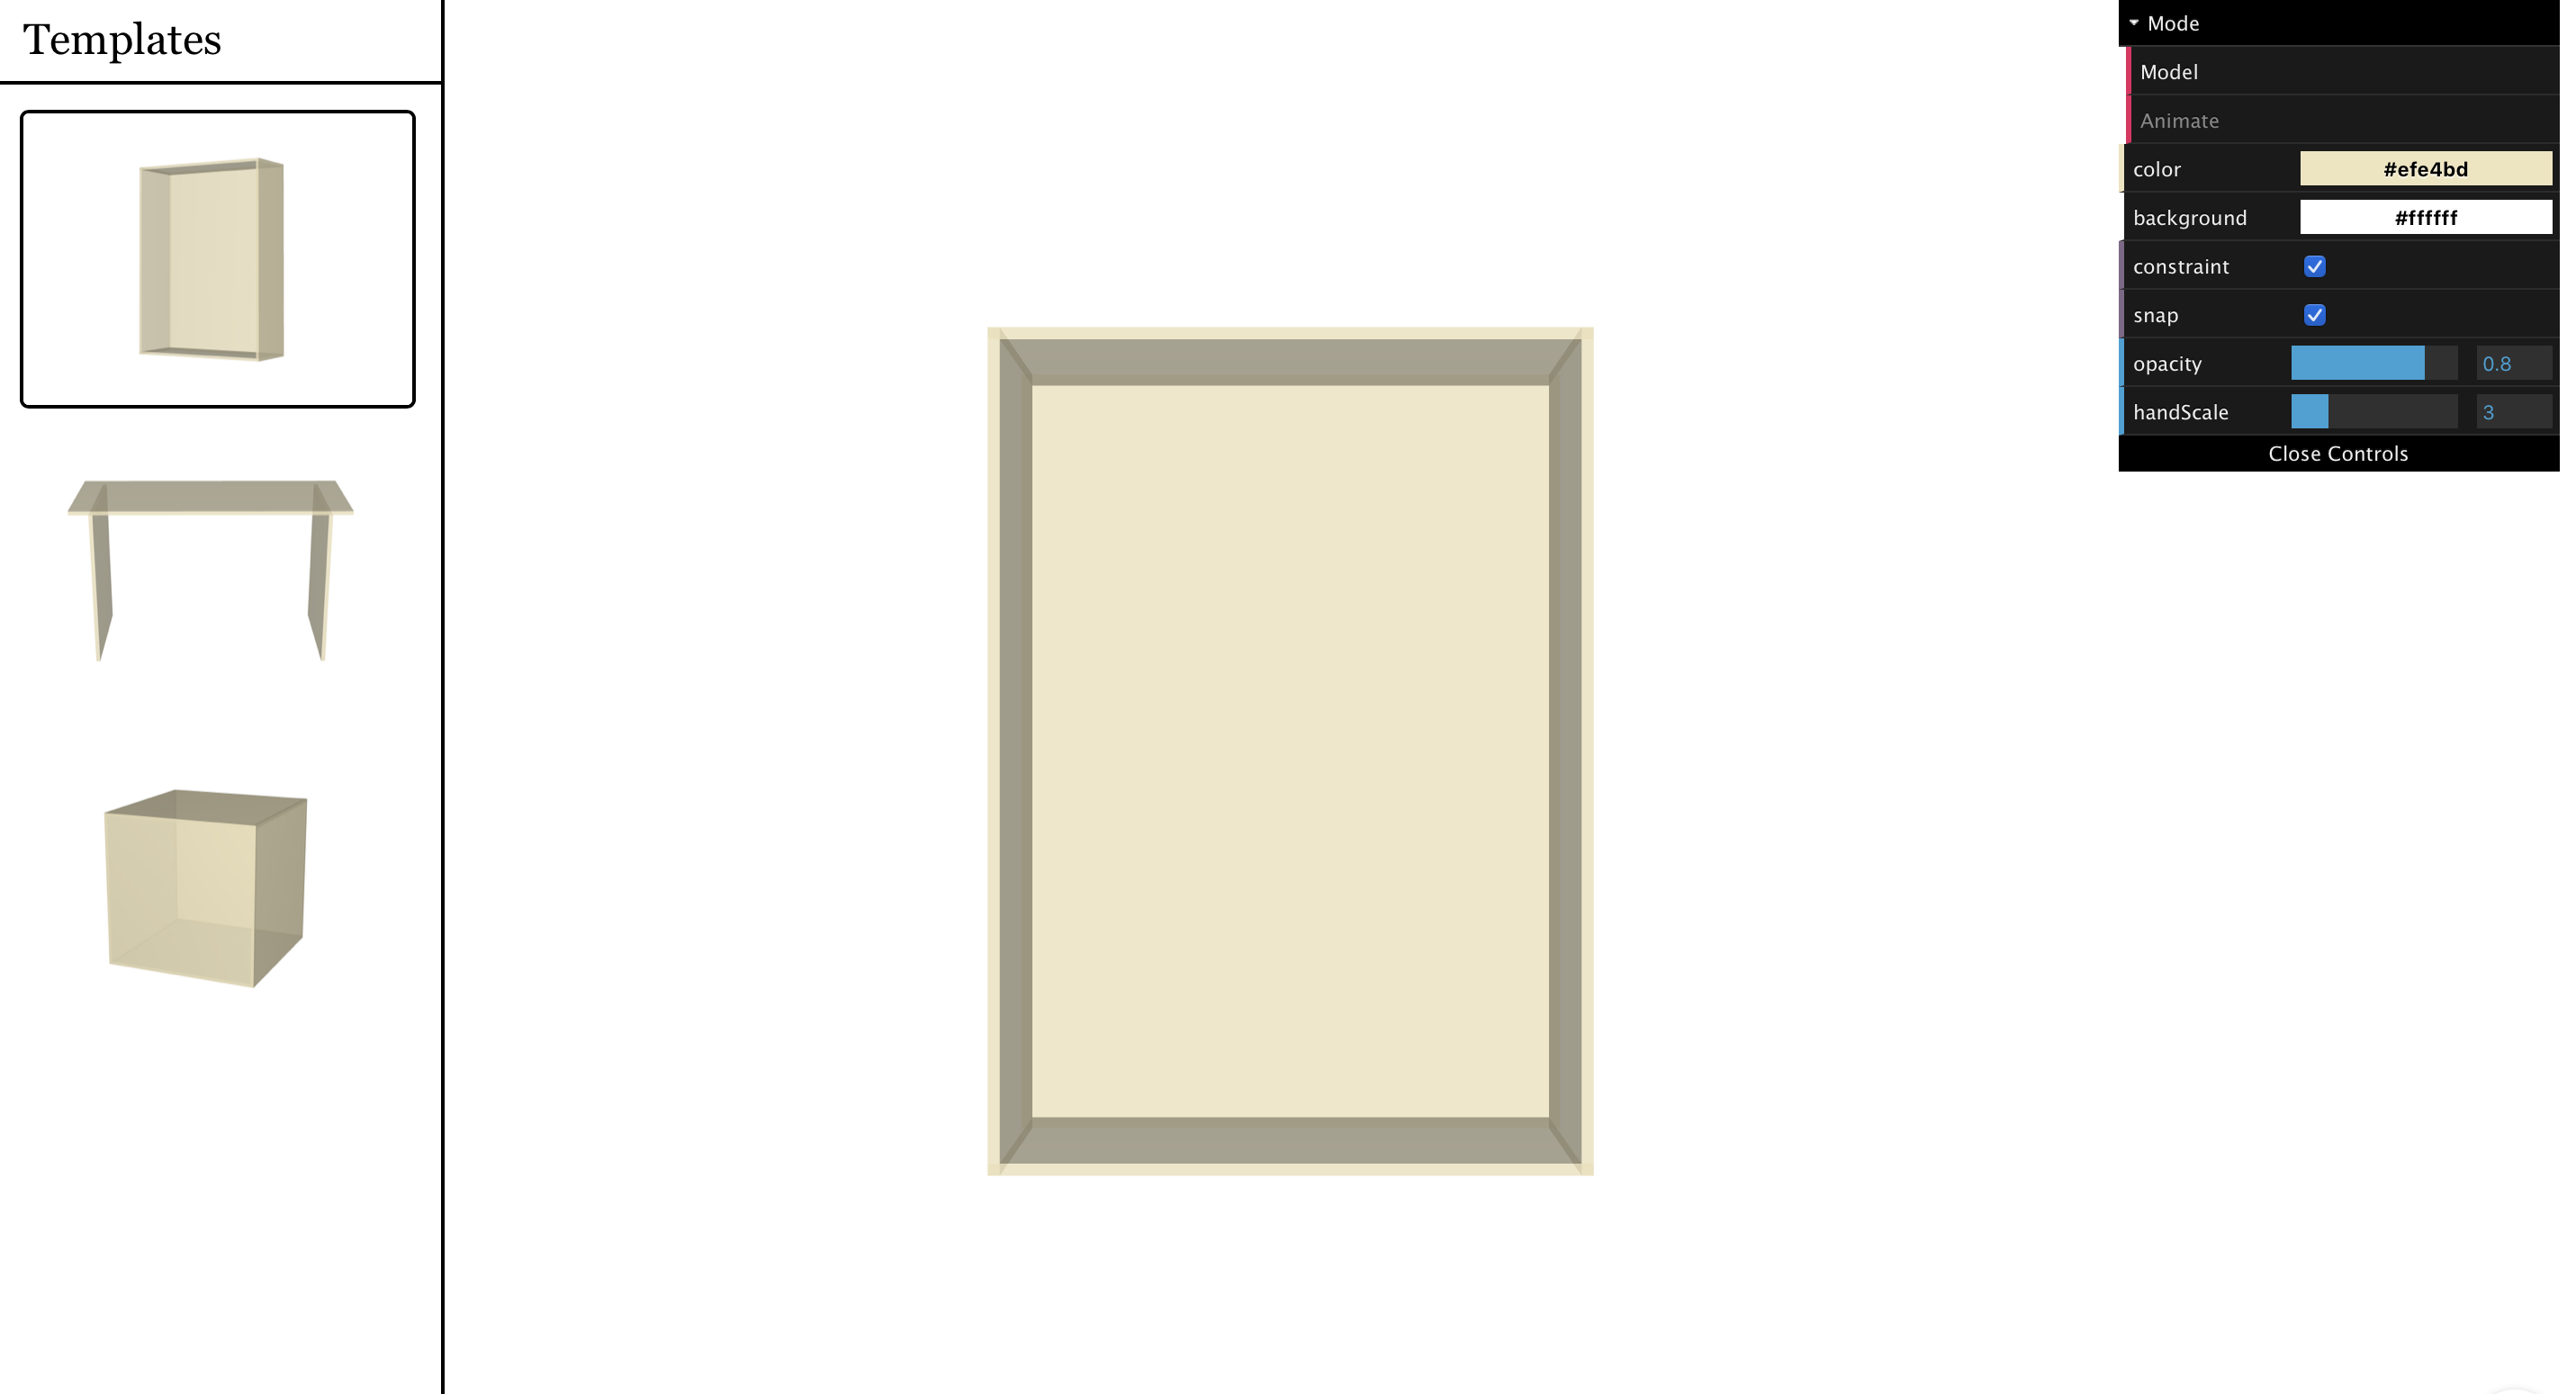 Templates
Mode
Model
Animate
color #efe4bd
background #ffffff
constraint
snap
opacity 0.8
handScale 3
Close Controls